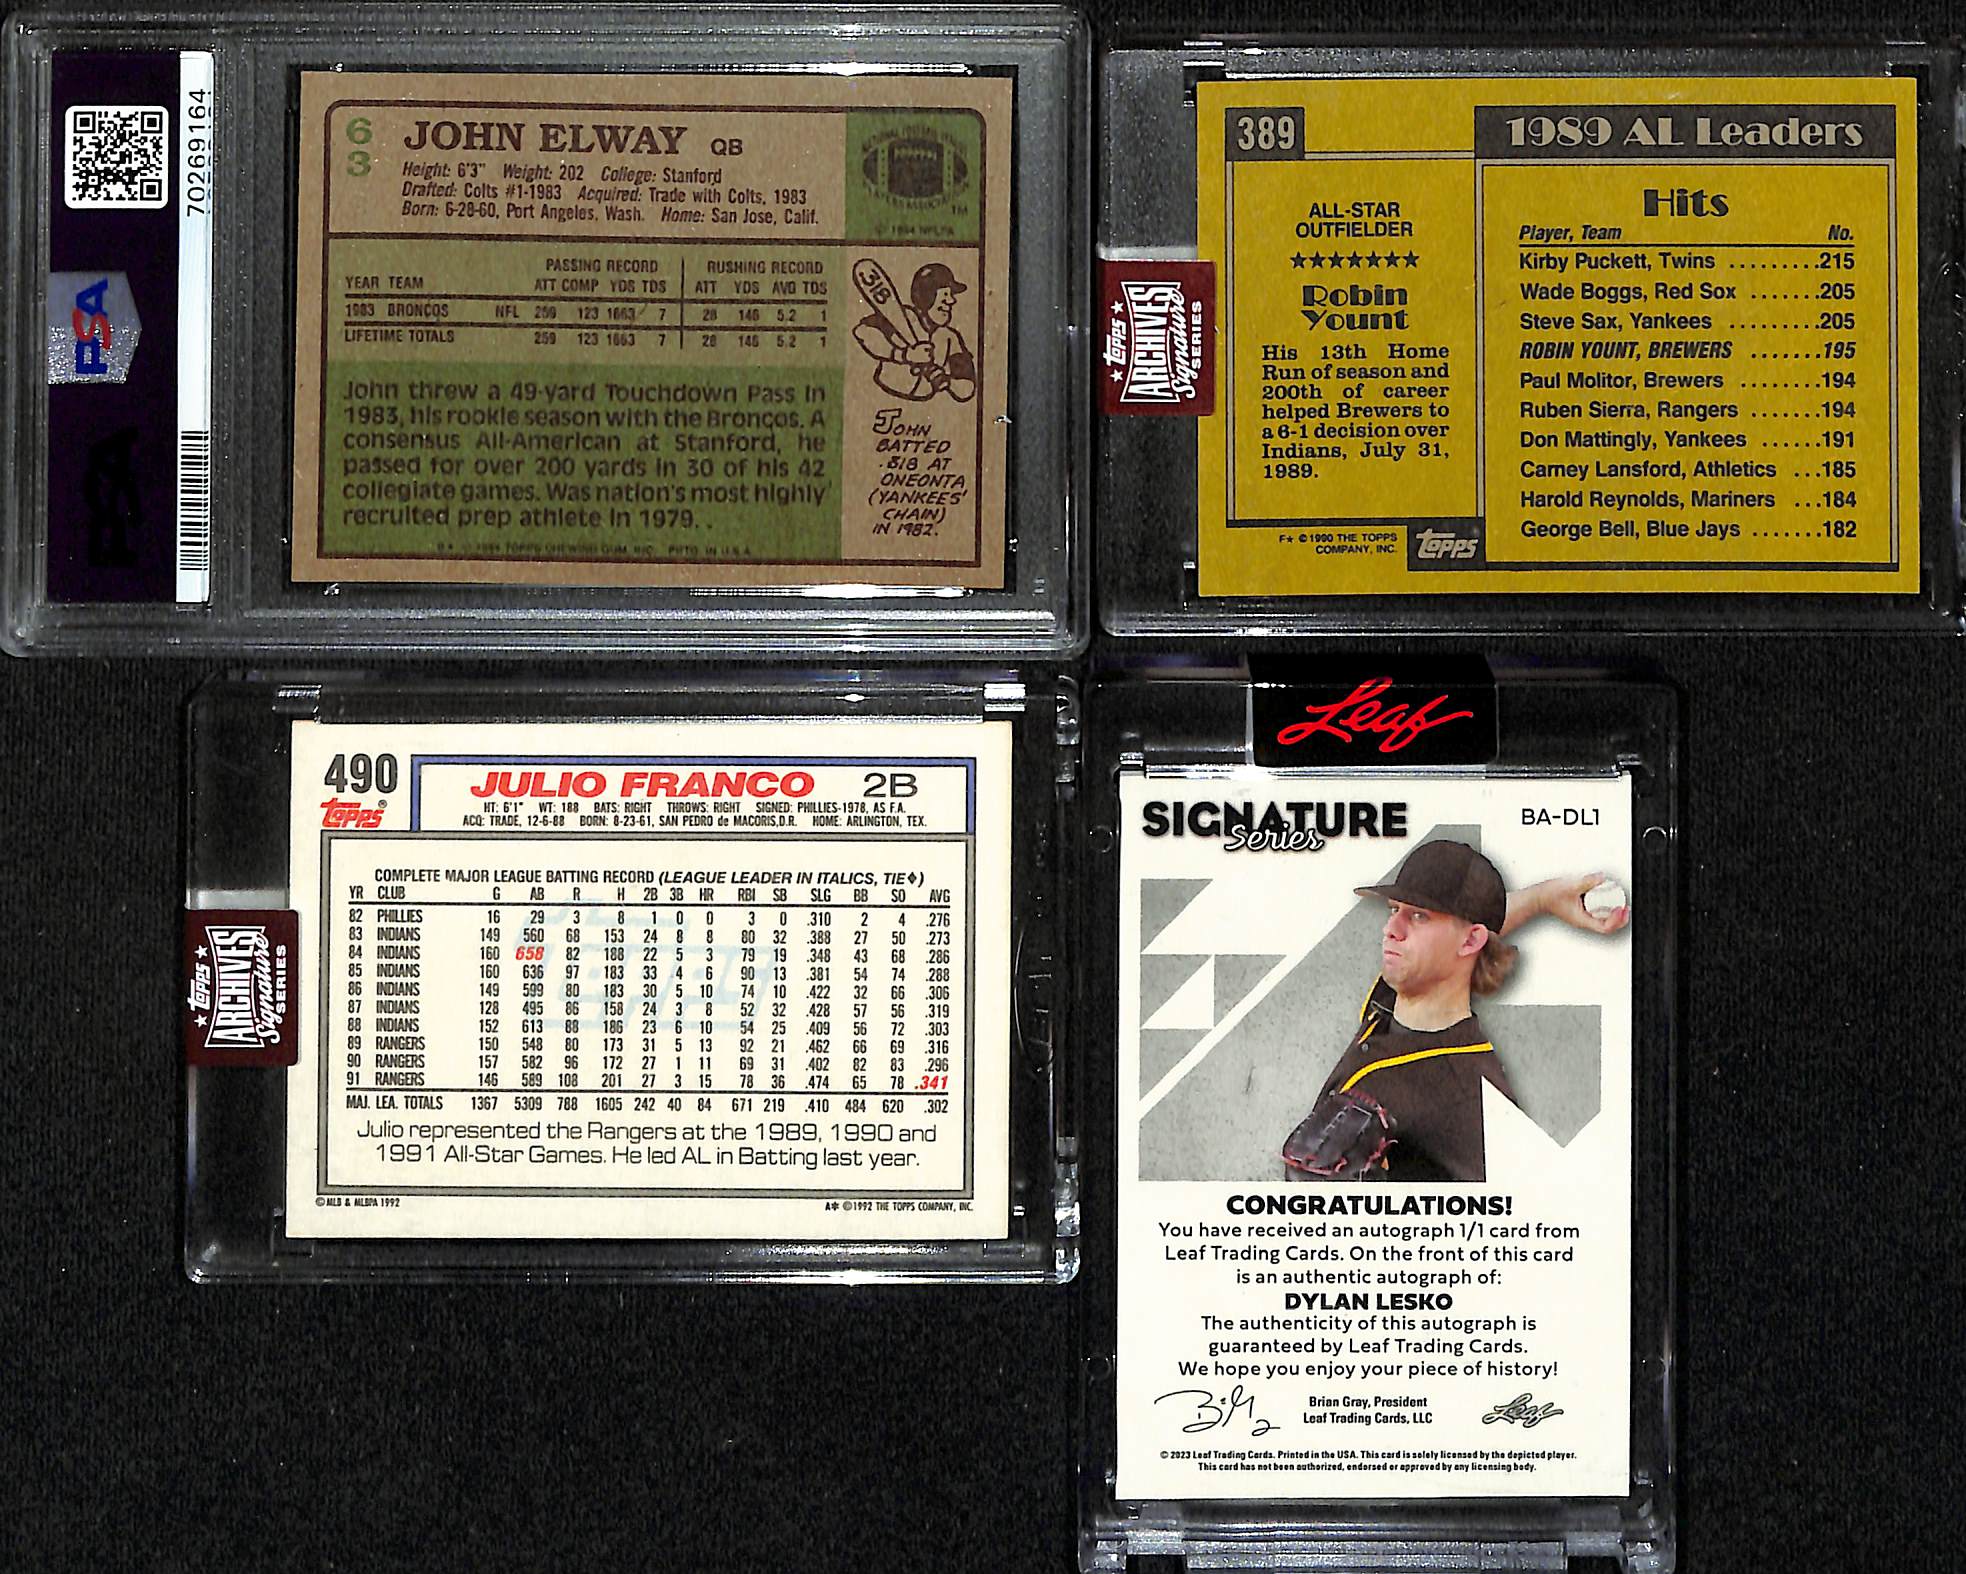 70269164
PSA
63
JOHN ELWAY QB
Height: 6'3" Weight: 202 College: Stanford
Drafted: Colts #1-1983 Acquired: Trade with Colts, 1983
Born: 6-28-60, Port Angeles, Wash. Home: San Jose, Calif.
TM
© 1984 NFLPA
PASSING RECORD RUSHING RECORD
YEAR TEAM ATT COMP YDS TDS ATT YDS AVG TDS
1983 BRONCOS NFL 259 123 1663 7 28 146 5.2 1
LIFETIME TOTALS 259 123 1663 7 28 146 5.2 1
John threw a 49-yard Touchdown Pass in
1983, his rookie season with the Broncos. A
consensus All-American at Stanford, he
passed for over 200 yards in 30 of his 42
collegiate games. Was nation's most highly
recruited prep athlete in 1979.
318
JOHN
BATTED
.318 AT
ONEONTA
(YANKEES'
CHAIN)
IN 1982.
© 1984 TOPPS CHEWING GUM, INC. PRTD. IN U.S.A.
Topps
ARCHIVES
Signature
SERIES
389
1989 AL Leaders
ALL-STAR
OUTFIELDER
Robin
Yount
His 13th Home
Run of season and
200th of career
helped Brewers to
a 6-1 decision over
Indians, July 31,
1989.
F★ © 1990 THE TOPPS
COMPANY, INC.
Topps
Hits
Player, Team No.
Kirby Puckett, Twins .........215
Wade Boggs, Red Sox .......205
Steve Sax, Yankees .........205
ROBIN YOUNT, BREWERS .......195
Paul Molitor, Brewers ........194
Ruben Sierra, Rangers .......194
Don Mattingly, Yankees ......191
Carney Lansford, Athletics ...185
Harold Reynolds, Mariners ...184
George Bell, Blue Jays .......182
Topps
ARCHIVES
Signature
SERIES
490
Topps®
JULIO FRANCO 2B
HT: 6'1" WT: 188 BATS: RIGHT THROWS: RIGHT SIGNED: PHILLIES-1978, AS F.A.
ACQ: TRADE, 12-6-88 BORN: 8-23-61, SAN PEDRO de MACORIS, D.R. HOME: ARLINGTON, TEX.
COMPLETE MAJOR LEAGUE BATTING RECORD (LEAGUE LEADER IN ITALICS, TIE♦)
YR CLUB G AB R H 2B 3B HR RBI SB SLG BB SO AVG
82 PHILLIES 16 29 3 8 1 0 0 3 0 .310 2 4 .276
83 INDIANS 149 560 68 153 24 8 8 80 32 .388 27 50 .273
84 INDIANS 160 658 82 188 22 5 3 79 19 .348 43 68 .286
85 INDIANS 160 636 97 183 33 4 6 90 13 .381 54 74 .288
86 INDIANS 149 599 80 183 30 5 10 74 10 .422 32 66 .306
87 INDIANS 128 495 86 158 24 3 8 52 32 .428 57 56 .319
88 INDIANS 152 613 88 186 23 6 10 54 25 .409 56 72 .303
89 RANGERS 150 548 80 173 31 5 13 92 21 .462 66 69 .316
90 RANGERS 157 582 96 172 27 1 11 69 31 .402 82 83 .296
91 RANGERS 146 589 108 201 27 3 15 78 36 .474 65 78 .341
MAJ. LEA. TOTALS 1367 5309 788 1605 242 40 84 671 219 .410 484 620 .302
Julio represented the Rangers at the 1989, 1990 and
1991 All-Star Games. He led AL in Batting last year.
© MLB & MLBPA 1992
A✻ ©1992 THE TOPPS COMPANY, INC.
Leaf
SIGNATURE
Series
BA-DL1
CONGRATULATIONS!
You have received an autograph 1/1 card from
Leaf Trading Cards. On the front of this card
is an authentic autograph of:
DYLAN LESKO
The authenticity of this autograph is
guaranteed by Leaf Trading Cards.
We hope you enjoy your piece of history!
Brian Gray, President
Leaf Trading Cards, LLC
Leaf
© 2023 Leaf Trading Cards. Printed in the USA. This card is solely licensed by the depicted player.
This card has not been authorized, endorsed or approved by any licensing body.